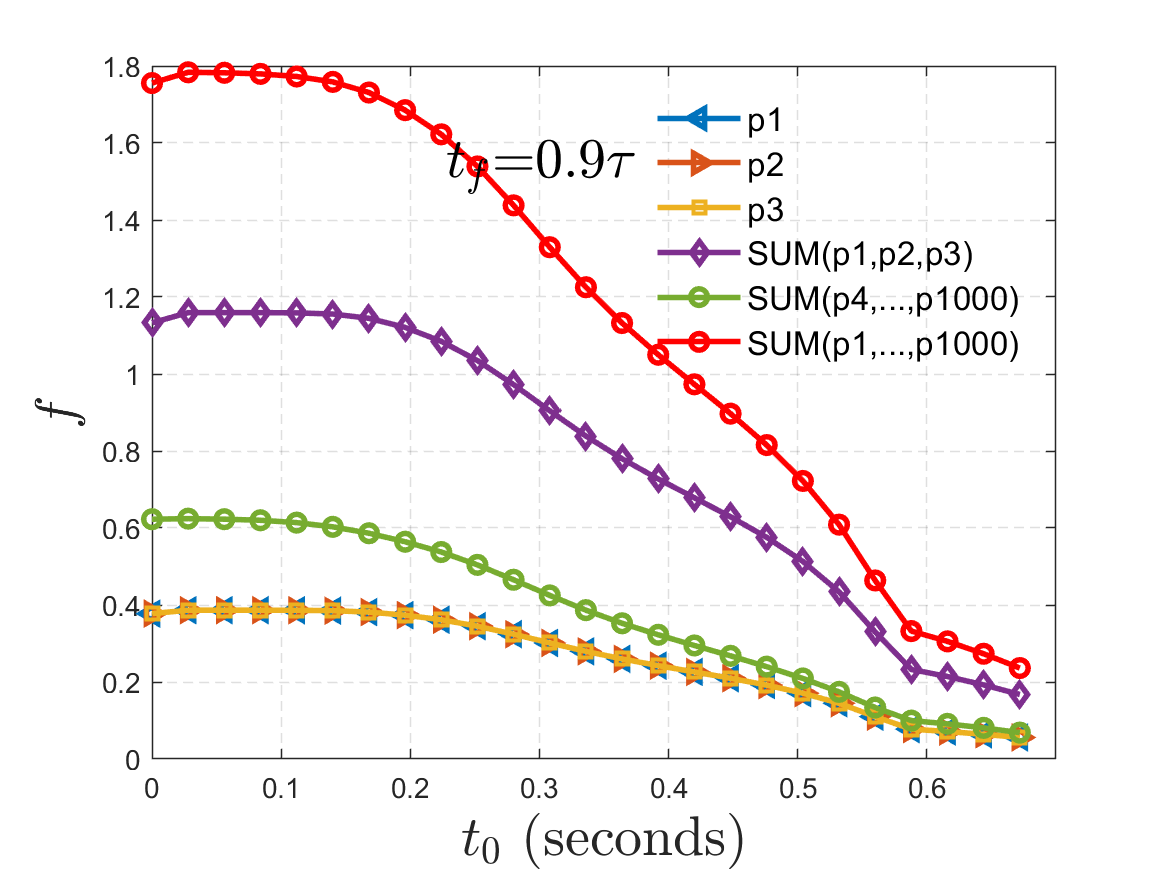 1.8
1.6
1.4
1.2
1
0.8
0.6
0.4
0.2
0
0
0.1
0.2
0.3
0.4
0.5
0.6
f
t₀ (seconds)
t_f=0.9τ
p1
p2
p3
SUM(p1,p2,p3)
SUM(p4,...,p1000)
SUM(p1,...,p1000)